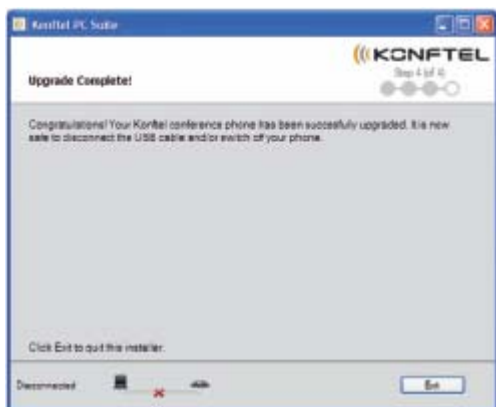 Konftel PC Suite
KONFTEL
Step 4 (of 4)
Upgrade Complete!
Congratulations! Your Konftel conference phone has been succesfully upgraded. It is now
safe to disconnect the USB cable and/or switch off your phone.
Click Exit to quit this installer.
Disconnected
Exit